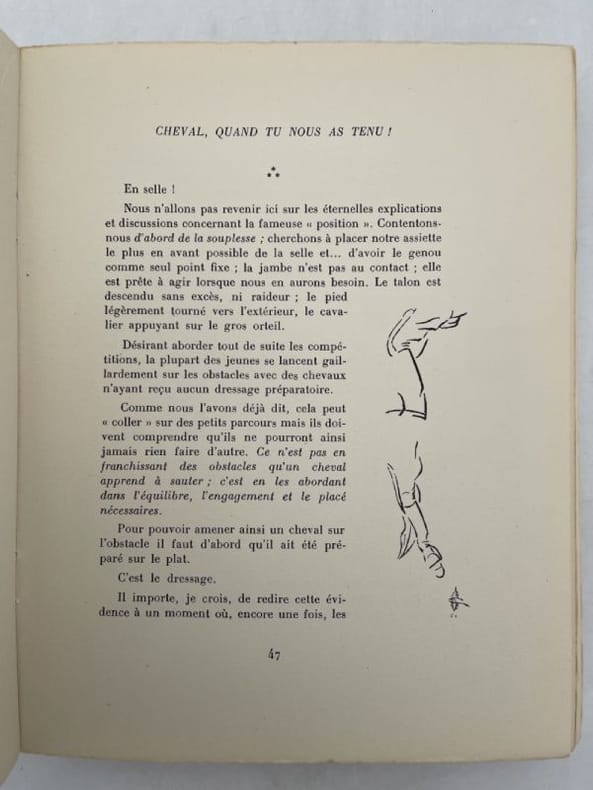 CHEVAL, QUAND TU NOUS AS TENU !
En selle !
Nous n'allons pas revenir ici sur les éternelles explications
et discussions concernant la fameuse « position ». Contentons-
nous d'abord de la souplesse ; cherchons à placer notre assiette
le plus en avant possible de la selle et... d'avoir le genou
comme seul point fixe ; la jambe n'est pas au contact ; elle
est prête à agir lorsque nous en aurons besoin. Le talon est
descendu sans excès, ni raideur ; le pied
légèrement tourné vers l'extérieur, le cava-
lier appuyant sur le gros orteil.
Désirant aborder tout de suite les compé-
titions, la plupart des jeunes se lancent gail-
lardement sur les obstacles avec des chevaux
n'ayant reçu aucun dressage préparatoire.
Comme nous l'avons déjà dit, cela peut
« coller » sur des petits parcours mais ils doi-
vent comprendre qu'ils ne pourront ainsi
jamais rien faire d'autre. Ce n'est pas en
franchissant des obstacles qu'un cheval
apprend à sauter ; c'est en les abordant
dans l'équilibre, l'engagement et le placé
nécessaires.
Pour pouvoir amener ainsi un cheval sur
l'obstacle il faut d'abord qu'il ait été pré-
paré sur le plat.
C'est le dressage.
Il importe, je crois, de redire cette évi-
dence à un moment où, encore une fois, les
47